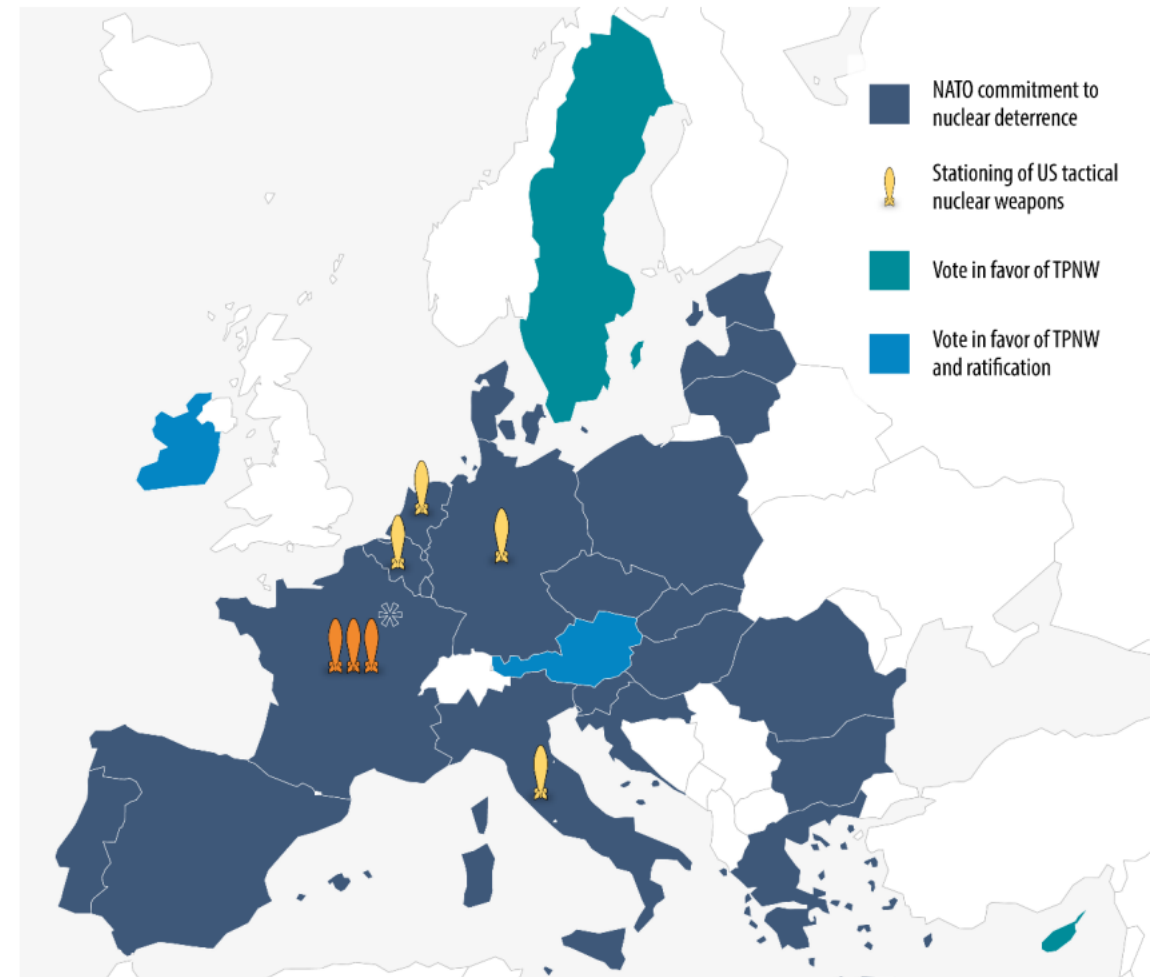 NATO commitment to
nuclear deterrence
Stationing of US tactical
nuclear weapons
Vote in favor of TPNW
Vote in favor of TPNW
and ratification
*